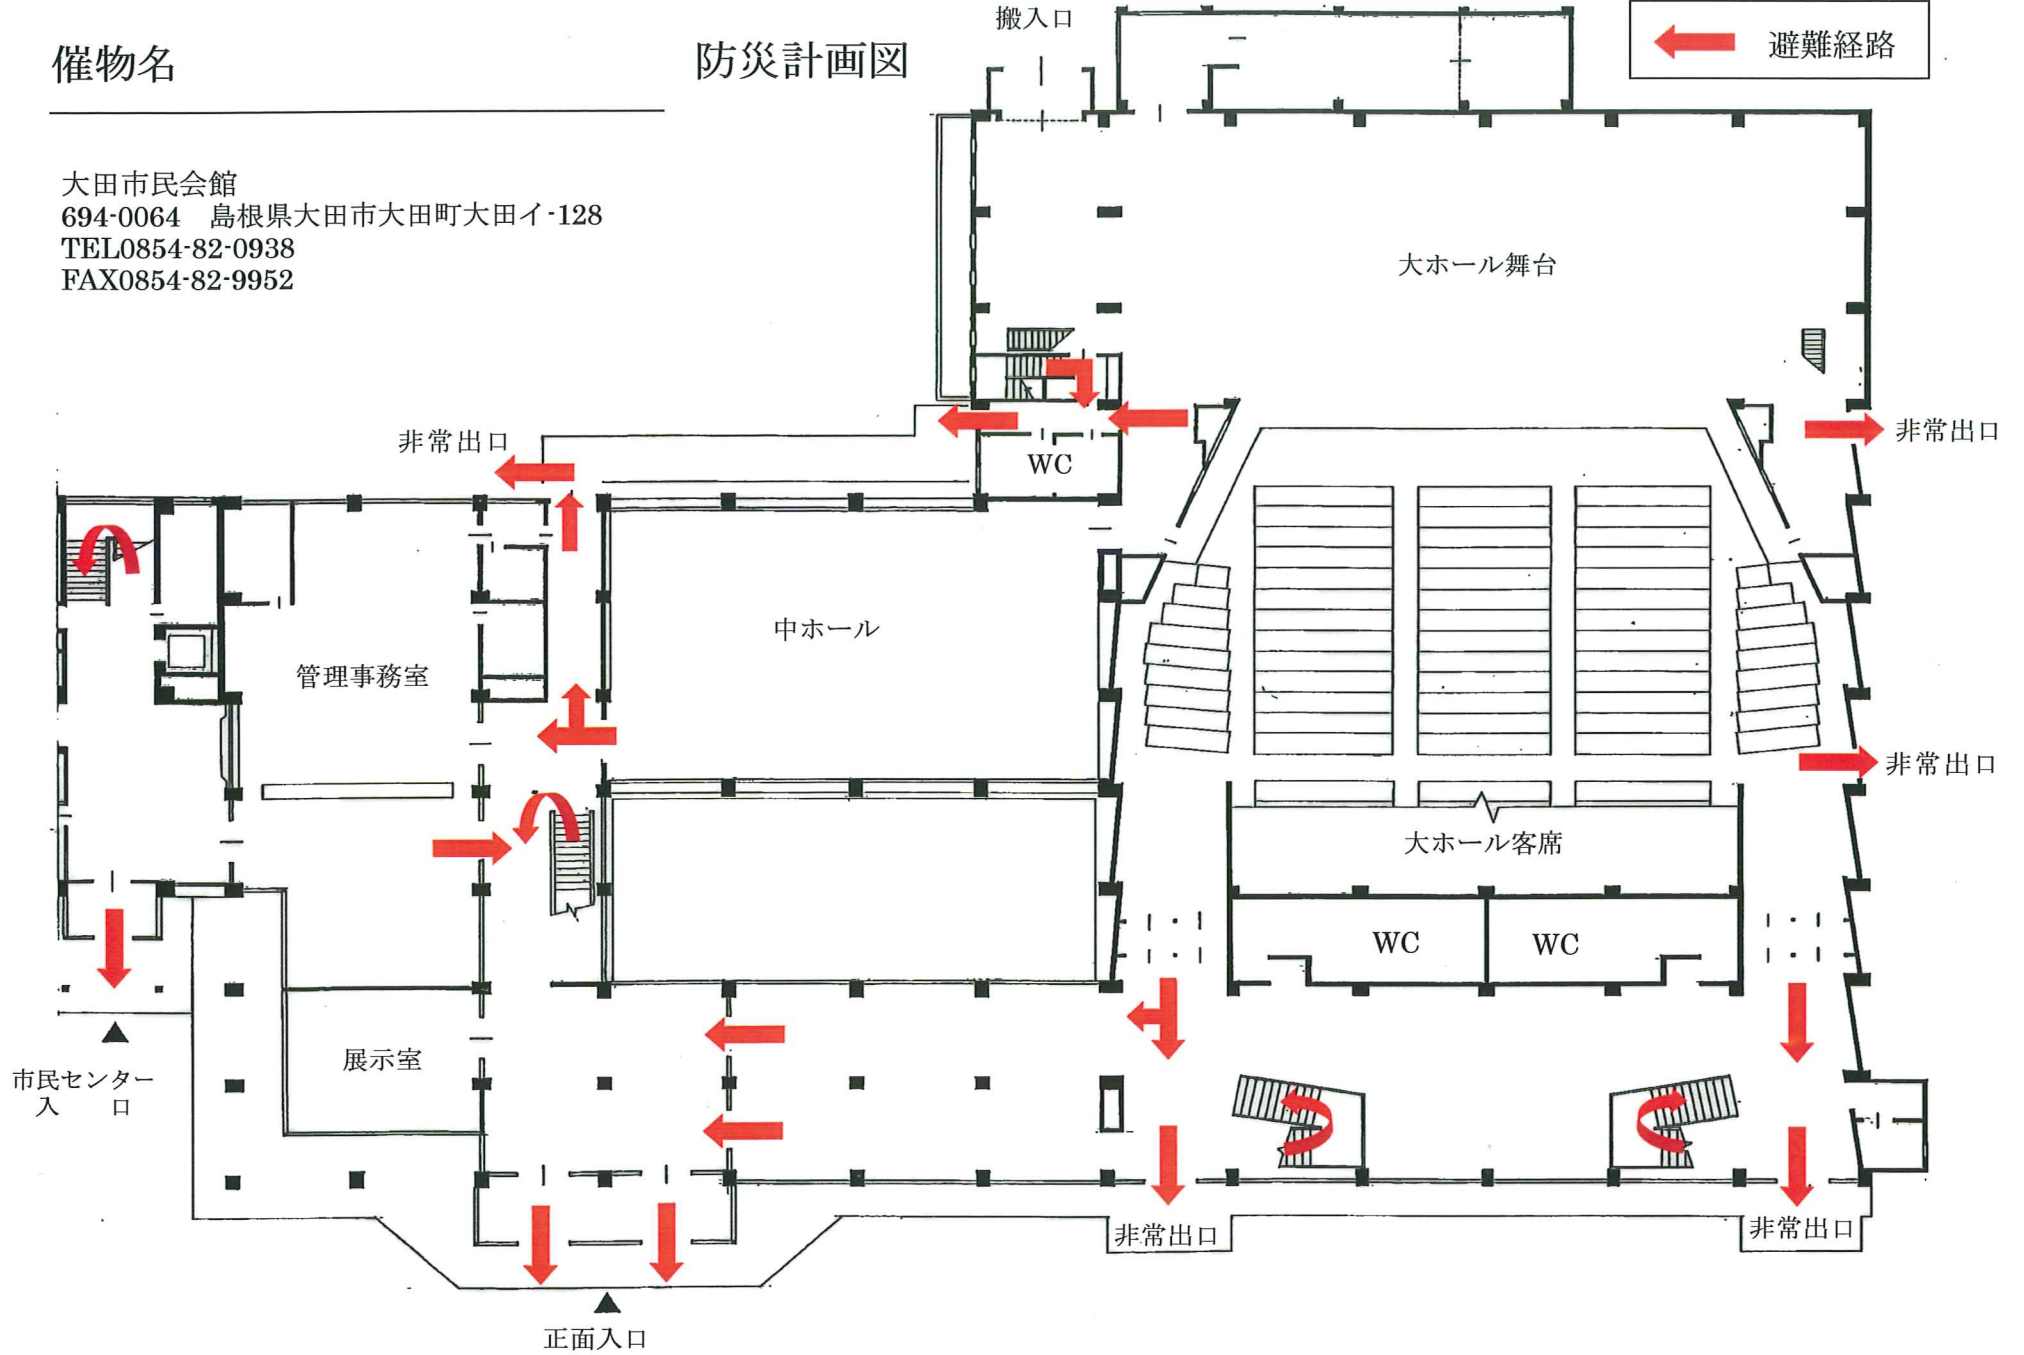 催物名
防災計画図
搬入口
避難経路
大田市民会館
694-0064　島根県大田市大田町大田イ-128
TEL0854-82-0938
FAX0854-82-9952
大ホール舞台
非常出口
非常出口
WC
中ホール
管理事務室
非常出口
大ホール客席
WC
WC
展示室
市民センター
入　口
非常出口
非常出口
正面入口